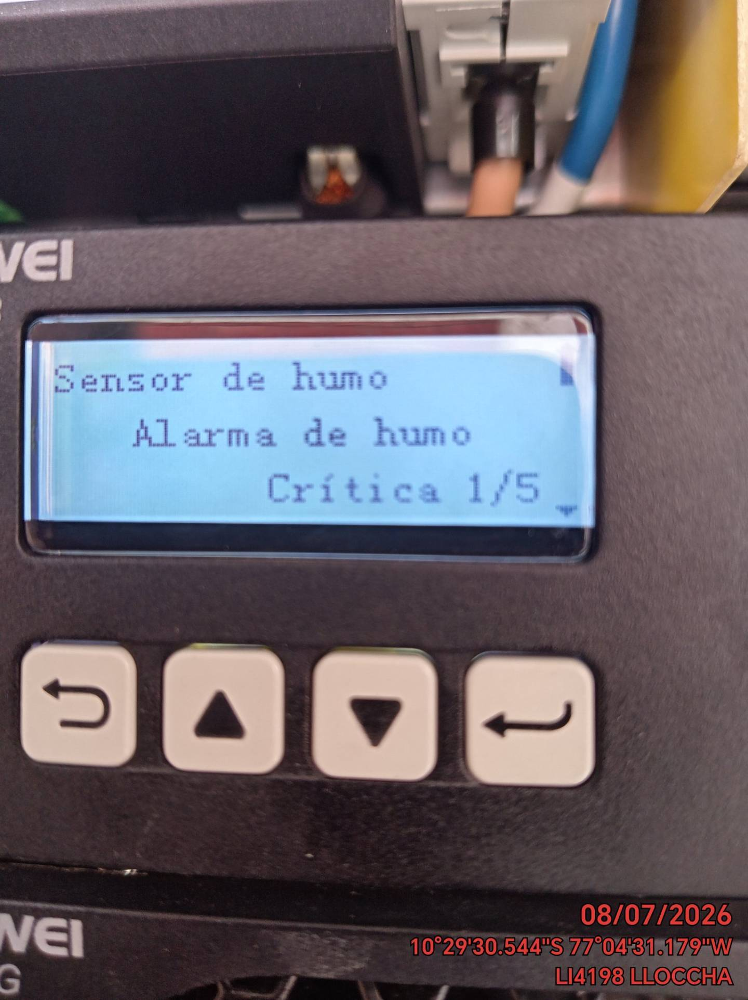 WEI
Sensor de humo
Alarma de humo
Crítica 1/5
WEI
G
08/07/2026
10°29'30.544"S 77°04'31.179"W
LI4198 LLOCCHA